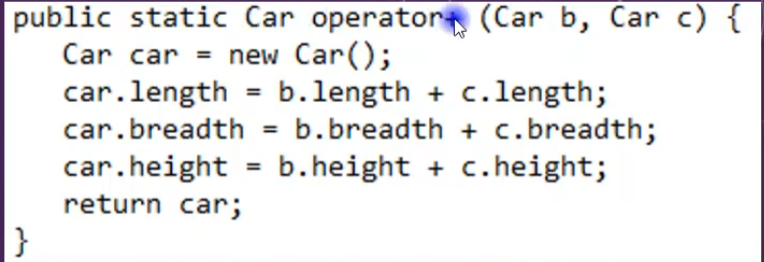 public static Car operator+ (Car b, Car c) {
Car car = new Car();
car.length = b.length + c.length;
car.breadth = b.breadth + c.breadth;
car.height = b.height + c.height;
return car;
}